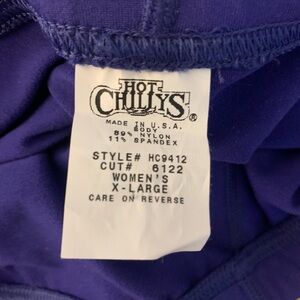 HOT
CHILLYS®
MADE IN U.S.A.
BODY
89% NYLON
11% SPANDEX
STYLE# HC9412
CUT# 6122
WOMEN'S
X-LARGE
CARE ON REVERSE